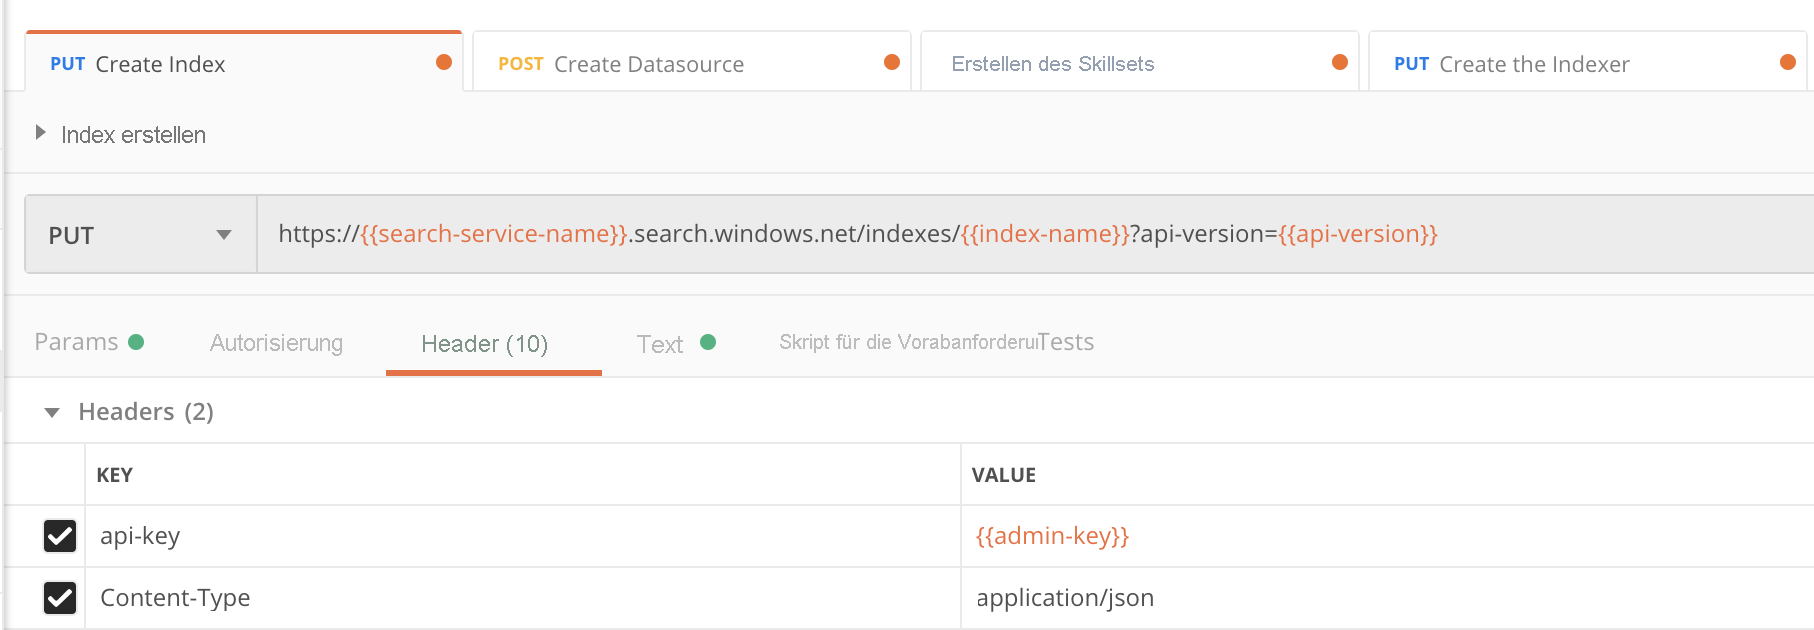 PUT Create Index POST Create Datasource Erstellen des Skillsets PUT Create the Indexer
Index erstellen
PUT https://{{search-service-name}}.search.windows.net/indexes/{{index-name}}?api-version={{api-version}}
Params Autorisierung Header (10) Text Skript für die Vorabanforderui Tests
Headers (2)
KEY VALUE
api-key {{admin-key}}
Content-Type application/json